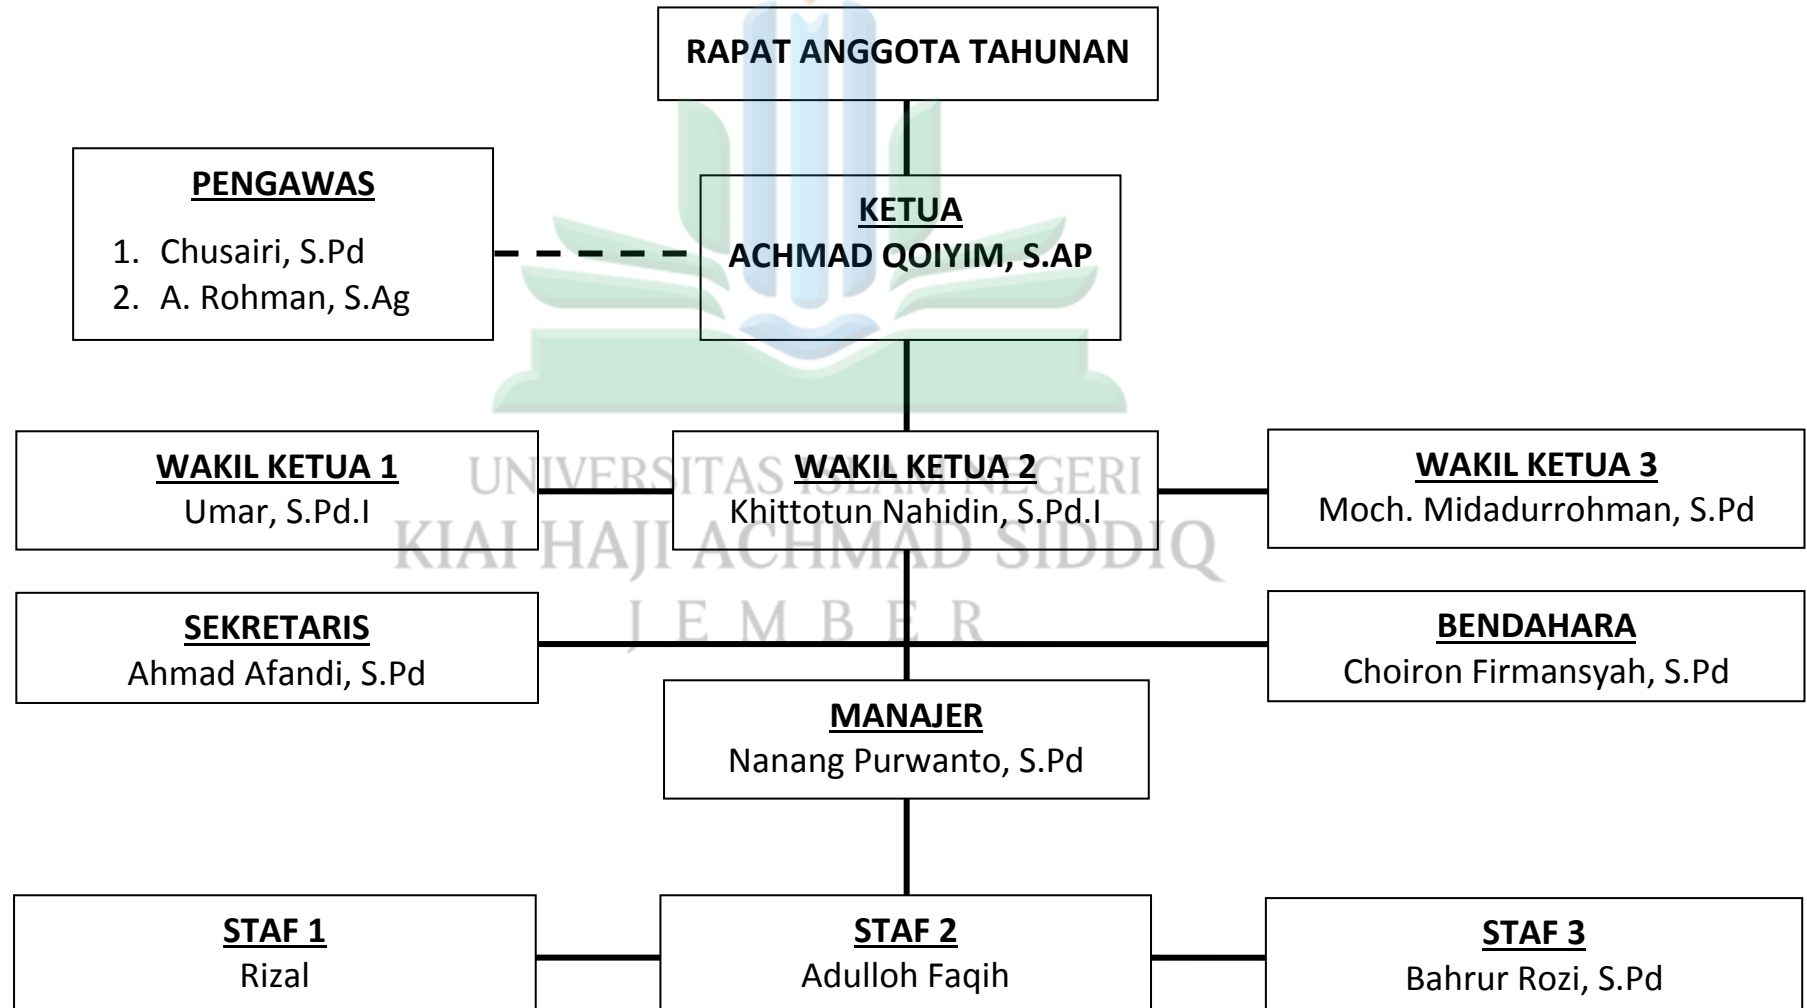 RAPAT ANGGOTA TAHUNAN
PENGAWAS
1. Chusairi, S.Pd
2. A. Rohman, S.Ag
KETUA
ACHMAD QOIYIM, S.AP
WAKIL KETUA 1
Umar, S.Pd.I
WAKIL KETUA 2
Khittotun Nahidin, S.Pd.I
WAKIL KETUA 3
Moch. Midadurrohman, S.Pd
UNIVERSITAS ISLAM NEGERI
KIAI HAJI ACHMAD SIDDIQ
JEMBER
SEKRETARIS
Ahmad Afandi, S.Pd
BENDAHARA
Choiron Firmansyah, S.Pd
MANAJER
Nanang Purwanto, S.Pd
STAF 1
Rizal
STAF 2
Adulloh Faqih
STAF 3
Bahrur Rozi, S.Pd